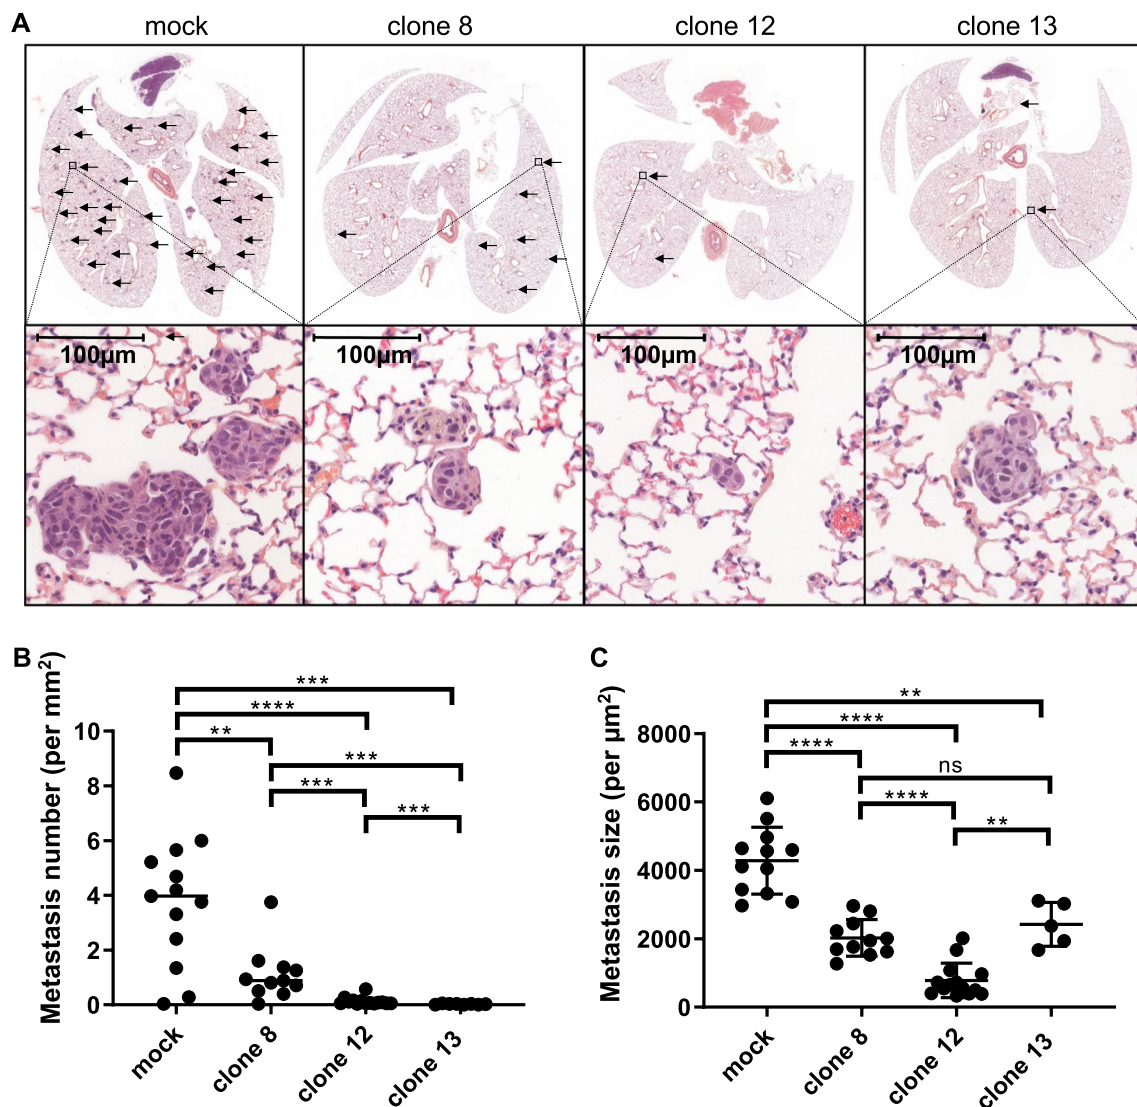 A
mock
clone 8
clone 12
clone 13
100μm
100μm
100μm
100μm
B
Metastasis number (per mm²)
***
****
**
***
***
***
10
8
6
4
2
0
mock
clone 8
clone 12
clone 13
C
Metastasis size (per μm²)
**
****
****
ns
****
**
8000
6000
4000
2000
0
mock
clone 8
clone 12
clone 13